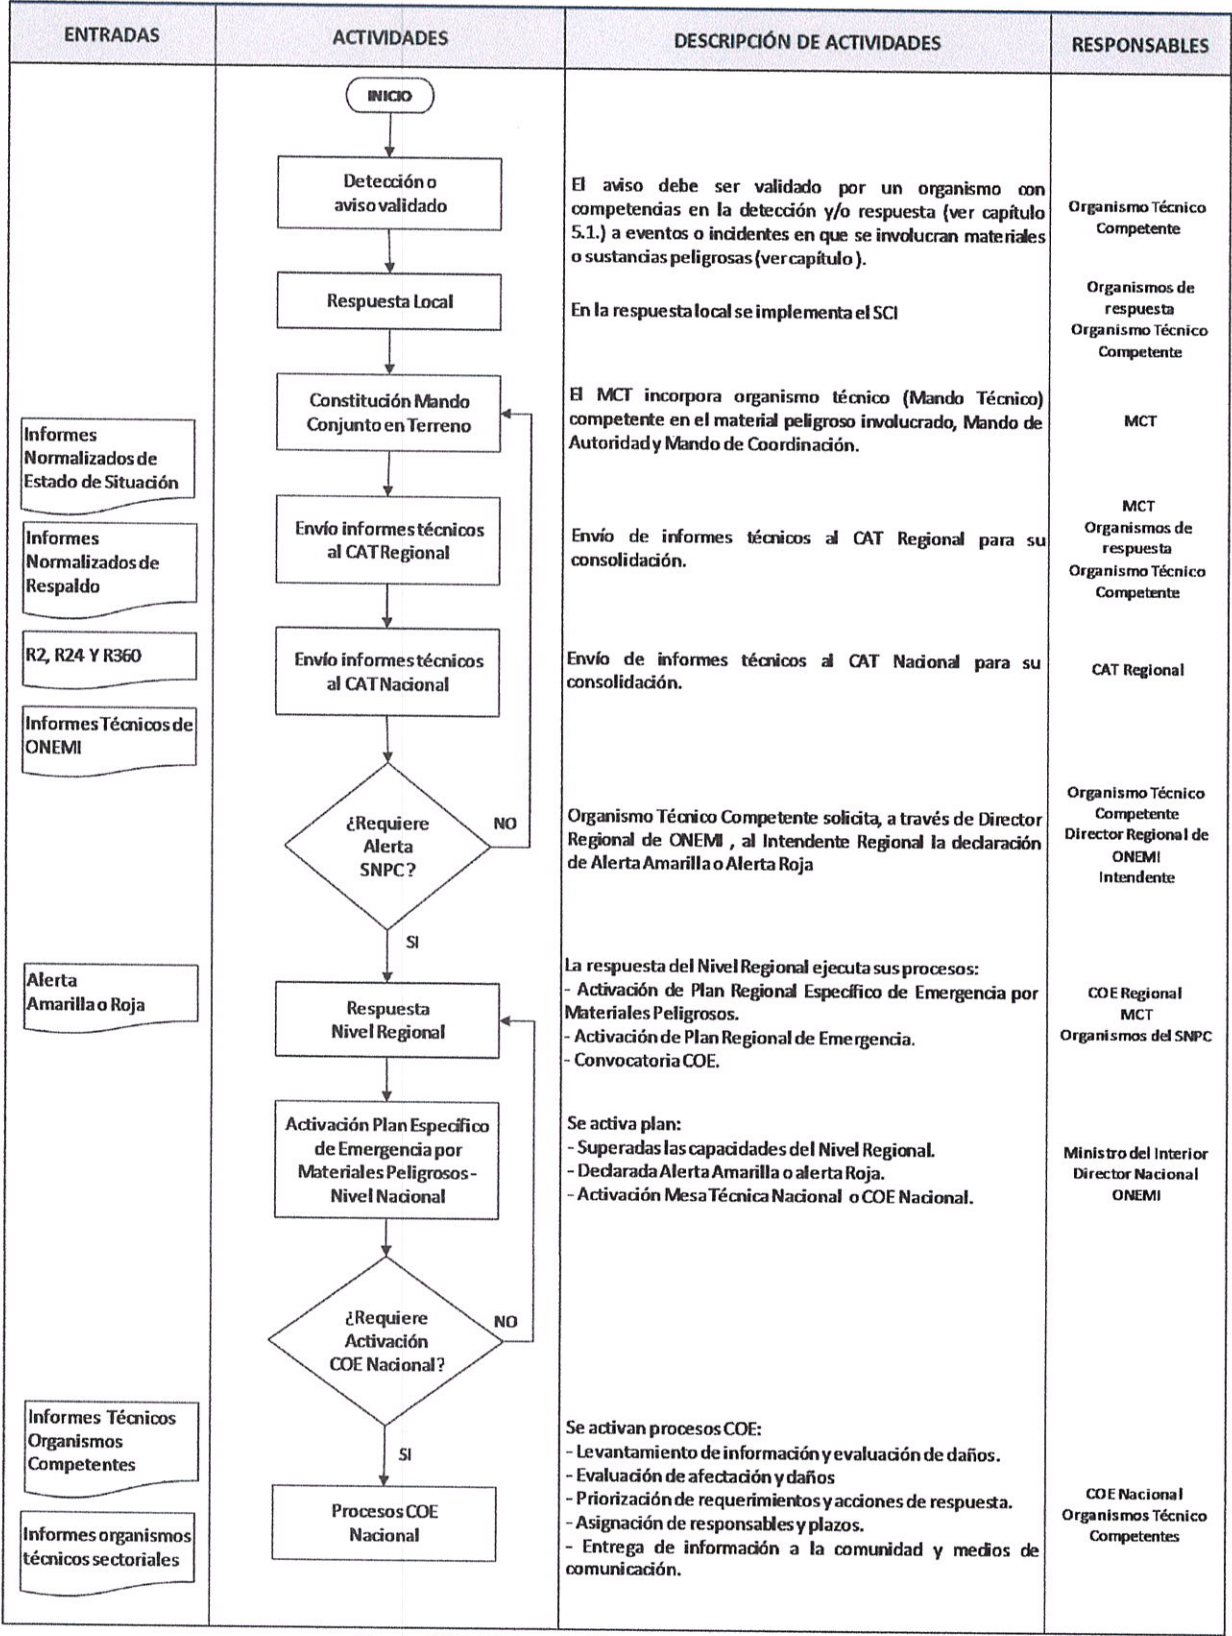 ENTRADAS
ACTIVIDADES
DESCRIPCIÓN DE ACTIVIDADES
RESPONSABLES
INICIO
Detección o
aviso validado
El aviso debe ser validado por un organismo con
competencias en la detección y/o respuesta (ver capítulo
5.1.) a eventos o incidentes en que se involucran materiales
o sustancias peligrosas (ver capítulo ).
Organismo Técnico
Competente
Respuesta Local
En la respuesta local se implementa el SCI
Organismos de
respuesta
Organismo Técnico
Competente
Constitución Mando
Conjunto en Terreno
El MCT incorpora organismo técnico (Mando Técnico)
competente en el material peligroso involucrado, Mando de
Autoridad y Mando de Coordinación.
MCT
Informes
Normalizados de
Estado de Situación
Envío informes técnicos
al CAT Regional
Envío de informes técnicos al CAT Regional para su
consolidación.
MCT
Organismos de
respuesta
Organismo Técnico
Competente
Informes
Normalizados de
Respaldo
R2, R24 Y R360
Envío informes técnicos
al CAT Nacional
Envío de informes técnicos al CAT Nacional para su
consolidación.
CAT Regional
Informes Técnicos de
ONEMI
¿Requiere
Alerta
SNPC?
NO
SI
Organismo Técnico Competente solicita, a través de Director
Regional de ONEMI , al Intendente Regional la declaración
de Alerta Amarilla o Alerta Roja
Organismo Técnico
Competente
Director Regional de
ONEMI
Intendente
Alerta
Amarilla o Roja
Respuesta
Nivel Regional
La respuesta del Nivel Regional ejecuta sus procesos:
- Activación de Plan Regional Específico de Emergencia por
Materiales Peligrosos.
- Activación de Plan Regional de Emergencia.
- Convocatoria COE.
COE Regional
MCT
Organismos del SNPC
Activación Plan Específico
de Emergencia por
Materiales Peligrosos -
Nivel Nacional
Se activa plan:
- Superadas las capacidades del Nivel Regional.
- Declarada Alerta Amarilla o alerta Roja.
- Activación Mesa Técnica Nacional o COE Nacional.
Ministro del Interior
Director Nacional
ONEMI
¿Requiere
Activación
COE Nacional?
NO
SI
Informes Técnicos
Organismos
Competentes
Informes organismos
técnicos sectoriales
Procesos COE
Nacional
Se activan procesos COE:
- Levantamiento de información y evaluación de daños.
- Evaluación de afectación y daños
- Priorización de requerimientos y acciones de respuesta.
- Asignación de responsables y plazos.
- Entrega de información a la comunidad y medios de
comunicación.
COE Nacional
Organismos Técnico
Competentes